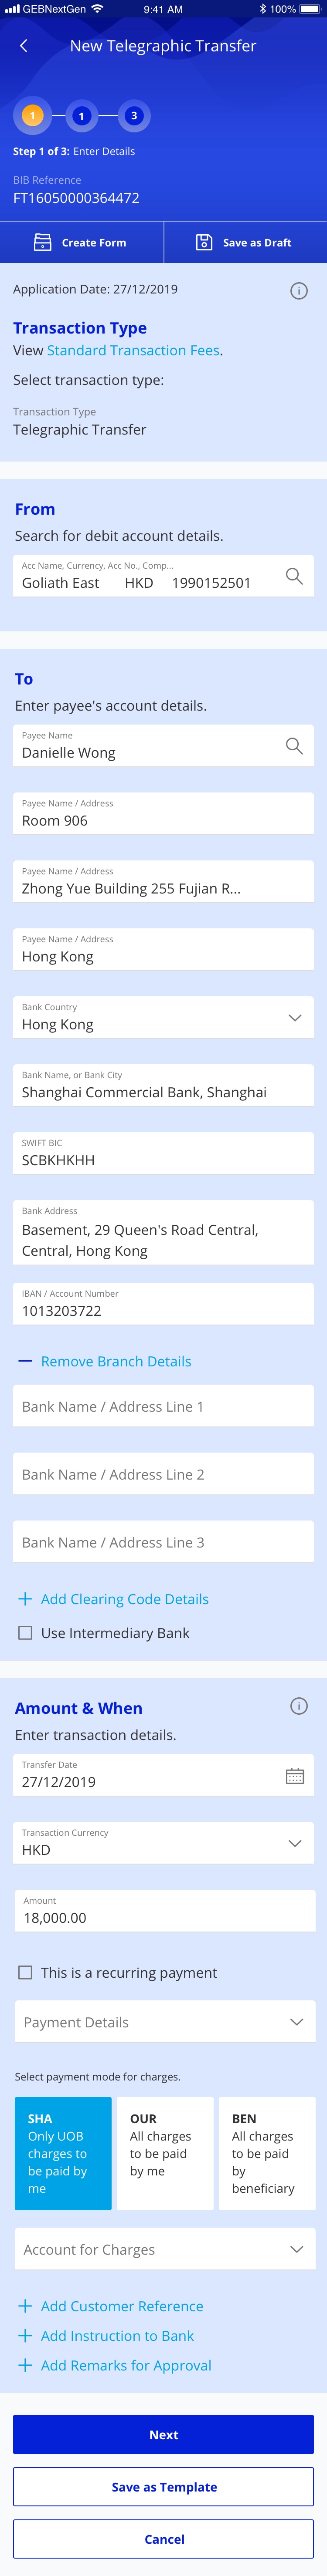 GEBNextGen 9:41 AM 100%
New Telegraphic Transfer
1 1 3
Step 1 of 3: Enter Details
BIB Reference
FT16050000364472
Create Form Save as Draft
Application Date: 27/12/2019
Transaction Type
View Standard Transaction Fees.
Select transaction type:
Transaction Type
Telegraphic Transfer
From
Search for debit account details.
Acc Name, Currency, Acc No., Comp...
Goliath East HKD 1990152501
To
Enter payee's account details.
Payee Name
Danielle Wong
Payee Name / Address
Room 906
Payee Name / Address
Zhong Yue Building 255 Fujian R...
Payee Name / Address
Hong Kong
Bank Country
Hong Kong
Bank Name, or Bank City
Shanghai Commercial Bank, Shanghai
SWIFT BIC
SCBKHKHH
Bank Address
Basement, 29 Queen's Road Central,
Central, Hong Kong
IBAN / Account Number
1013203722
Remove Branch Details
Bank Name / Address Line 1
Bank Name / Address Line 2
Bank Name / Address Line 3
Add Clearing Code Details
Use Intermediary Bank
Amount & When
Enter transaction details.
Transfer Date
27/12/2019
Transaction Currency
HKD
Amount
18,000.00
This is a recurring payment
Payment Details
Select payment mode for charges.
SHA
Only UOB
charges to
be paid by
me
OUR
All charges
to be paid
by me
BEN
All charges
to be paid
by
beneficiary
Account for Charges
Add Customer Reference
Add Instruction to Bank
Add Remarks for Approval
Next
Save as Template
Cancel